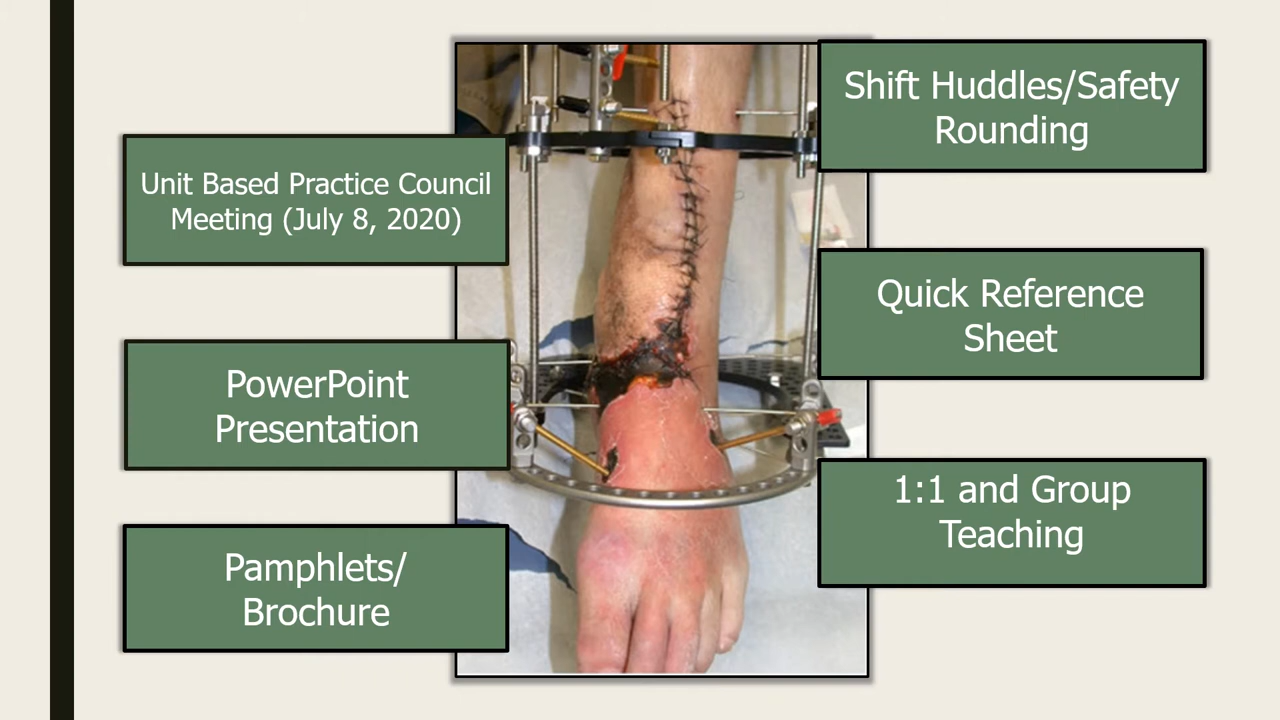 Unit Based Practice Council
Meeting (July 8, 2020)
PowerPoint
Presentation
Pamphlets/
Brochure
Shift Huddles/Safety
Rounding
Quick Reference
Sheet
1:1 and Group
Teaching